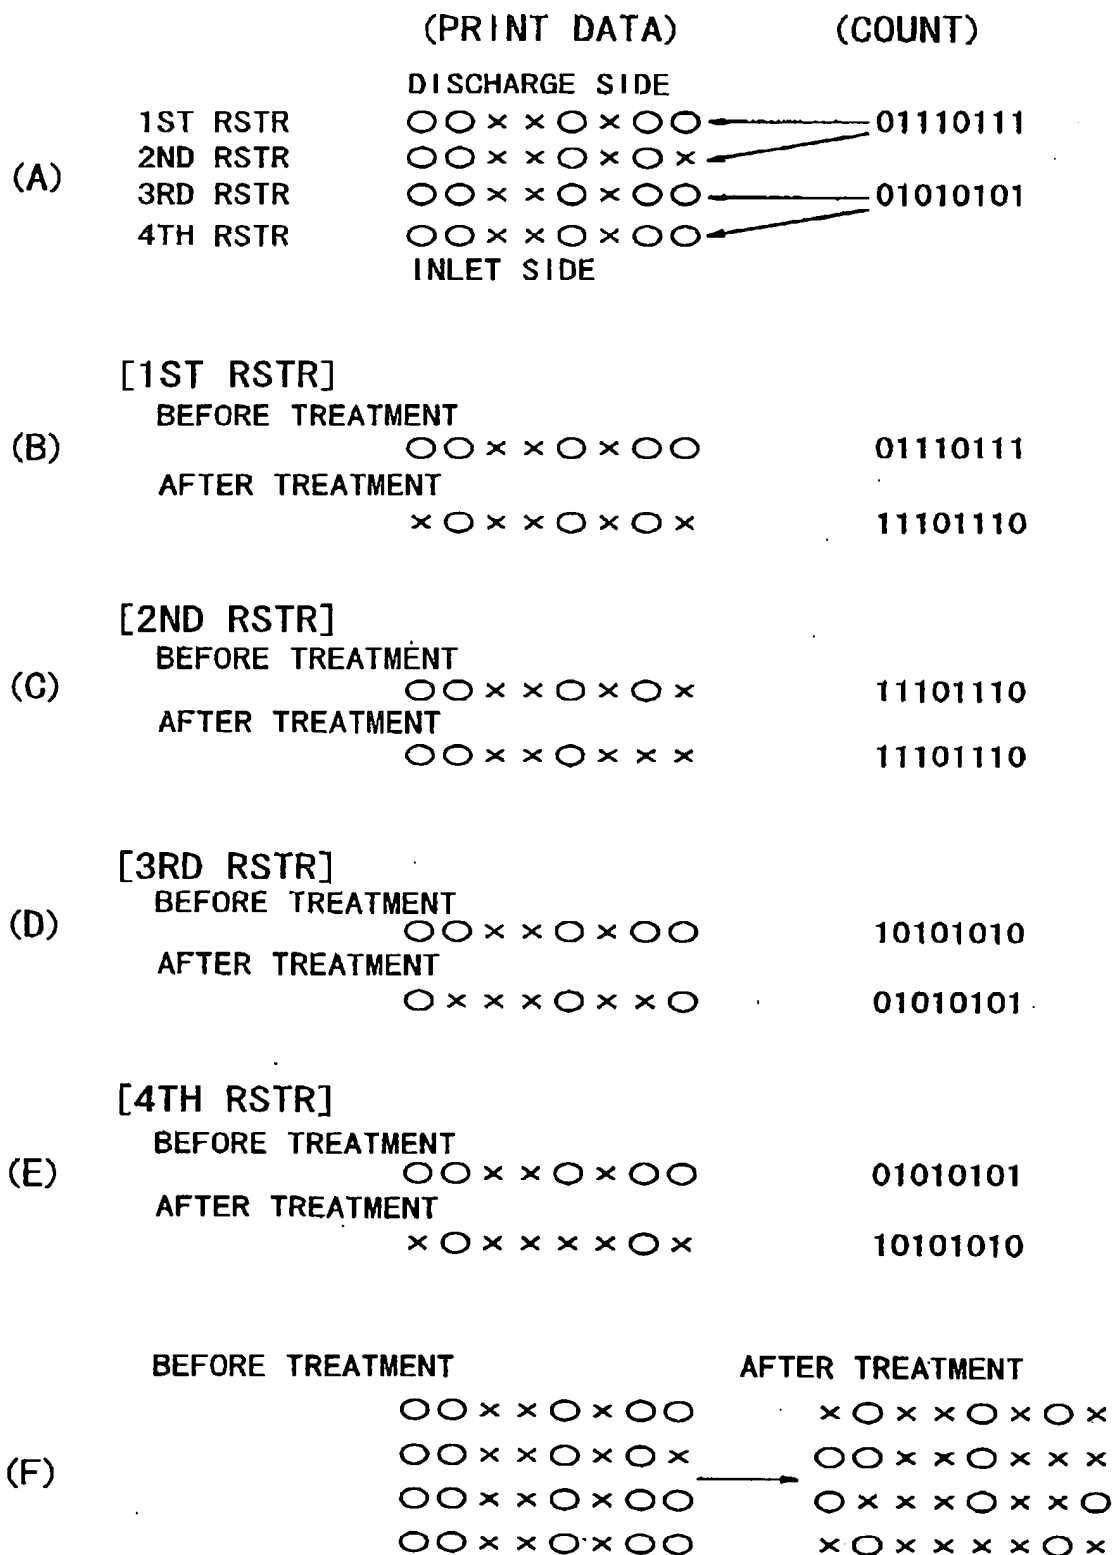 (PRINT DATA) (COUNT)
DISCHARGE SIDE
1ST RSTR ○○××○×○○ 01110111
(A)
2ND RSTR ○○××○×○×
3RD RSTR ○○××○×○○ 01010101
4TH RSTR ○○××○×○○
INLET SIDE
[1ST RSTR]
BEFORE TREATMENT
(B) ○○××○×○○ 01110111
AFTER TREATMENT
×○××○×○× 11101110
[2ND RSTR]
BEFORE TREATMENT
(C) ○○××○×○× 11101110
AFTER TREATMENT
○○××○××× 11101110
[3RD RSTR]
BEFORE TREATMENT
(D) ○○××○×○○ 10101010
AFTER TREATMENT
○×××○××○ 01010101
[4TH RSTR]
BEFORE TREATMENT
(E) ○○××○×○○ 01010101
AFTER TREATMENT
×○××××○× 10101010
BEFORE TREATMENT AFTER TREATMENT
○○××○×○○ ×○××○×○×
○○××○×○× ○○××○×××
(F)
○○××○×○○ ○×××○××○
○○××○×○○ ×○××××○×